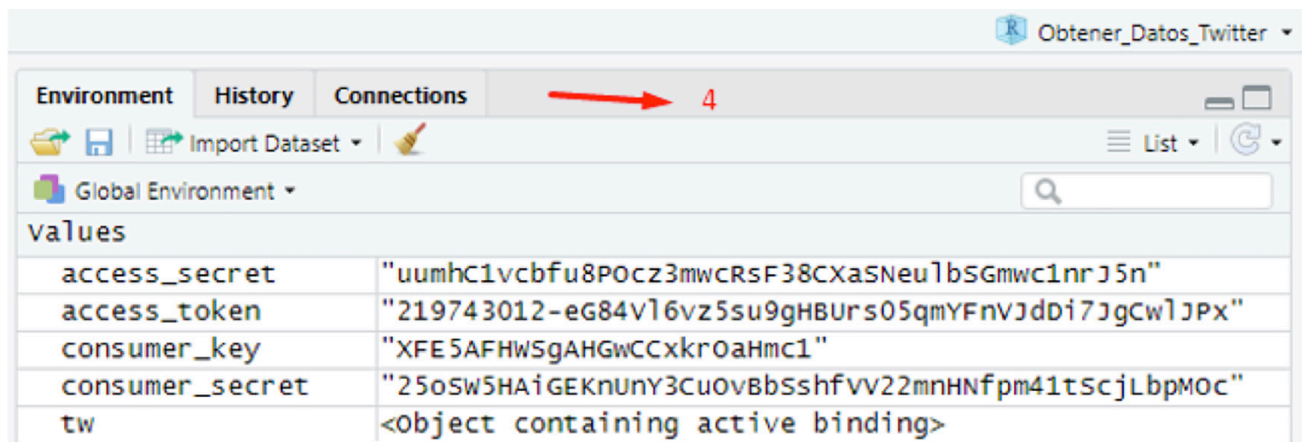 Obtener_Datos_Twitter
Environment History Connections 4
Import Dataset List
Global Environment
Values
access_secret "uumhC1vcbfu8POcz3mwcRsF38CXaSNeulbSGmwc1nrJ5n"
access_token "219743012-eG84Vl6vz5su9gHBUrs05qmYFnVJdDi7JgCwlJPx"
consumer_key "XFE5AFHWSgAHGwCCxkrOaHmc1"
consumer_secret "25oSW5HAiGEKnUnY3CuOvBbSshfVV22mnHNfpm41tScjLbpMOc"
tw <Object containing active binding>